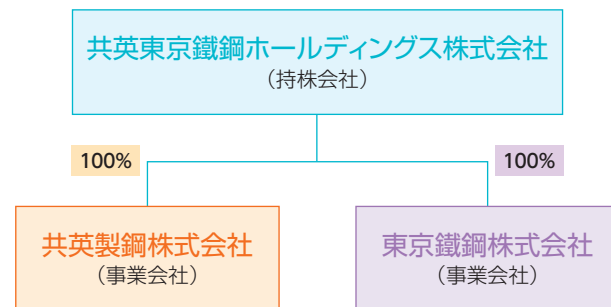 共英東京鐵鋼ホールディングス株式会社
（持株会社）
100%
100%
共英製鋼株式会社
（事業会社）
東京鐵鋼株式会社
（事業会社）